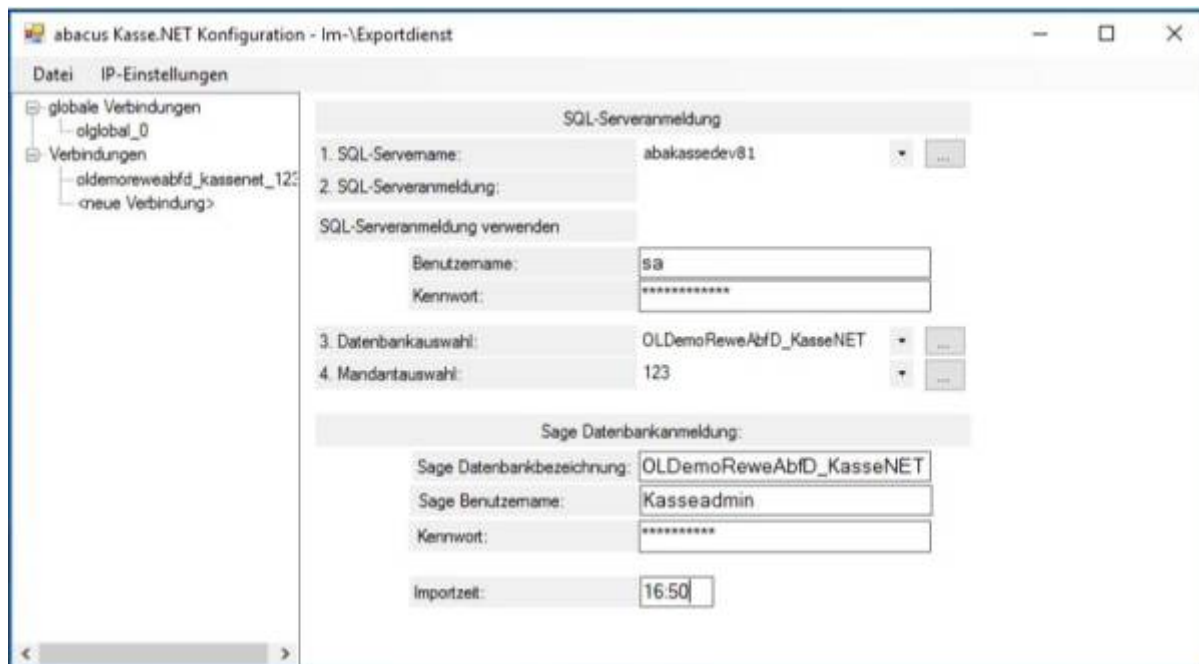 abacus Kasse.NET Konfiguration - Im-\Exportdienst
Datei IP-Einstellungen
globale Verbindungen
olglobal_0
Verbindungen
oldemoreweabfd_kassenet_123
<neue Verbindung>
SQL-Serveranmeldung
1. SQL-Servername: abakassedev81 ...
2. SQL-Serveranmeldung:
SQL-Serveranmeldung verwenden
Benutzername: sa
Kennwort: ************
3. Datenbankauswahl: OLDemoReweAbfD_KasseNET ...
4. Mandantauswahl: 123 ...
Sage Datenbankanmeldung:
Sage Datenbankbezeichnung: OLDemoReweAbfD_KasseNET
Sage Benutzername: Kasseadmin
Kennwort: **********
Importzeit: 16:50